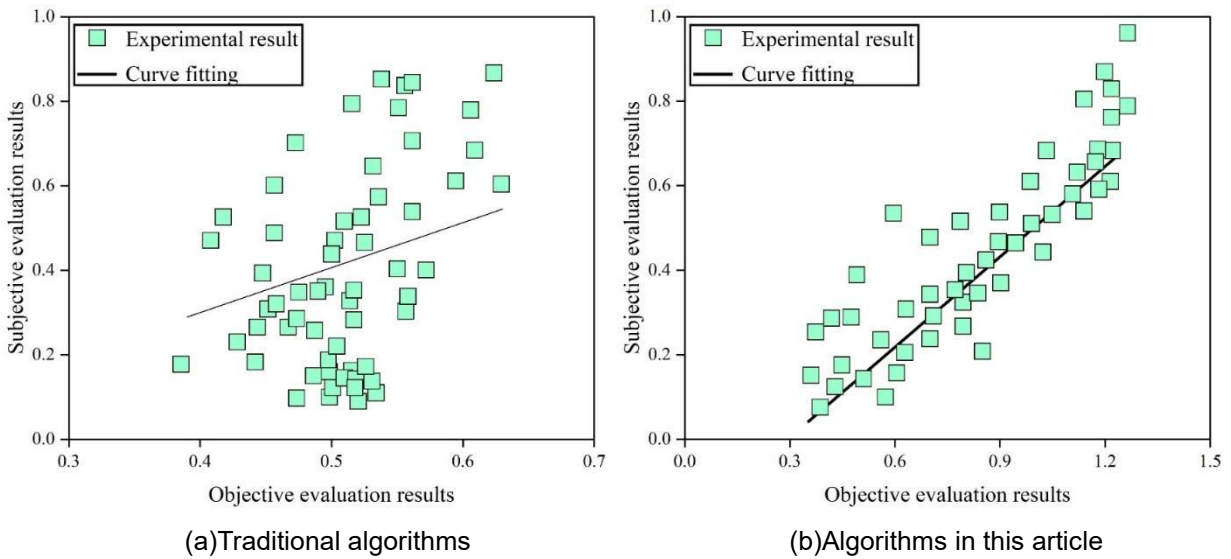 1.0
0.8
0.6
0.4
0.2
0.0
Subjective evaluation results
Experimental result
Curve fitting
0.3 0.4 0.5 0.6 0.7
Objective evaluation results
(a)Traditional algorithms
1.0
0.8
0.6
0.4
0.2
0.0
Subjective evaluation results
Experimental result
Curve fitting
0.0 0.3 0.6 0.9 1.2 1.5
Objective evaluation results
(b)Algorithms in this article